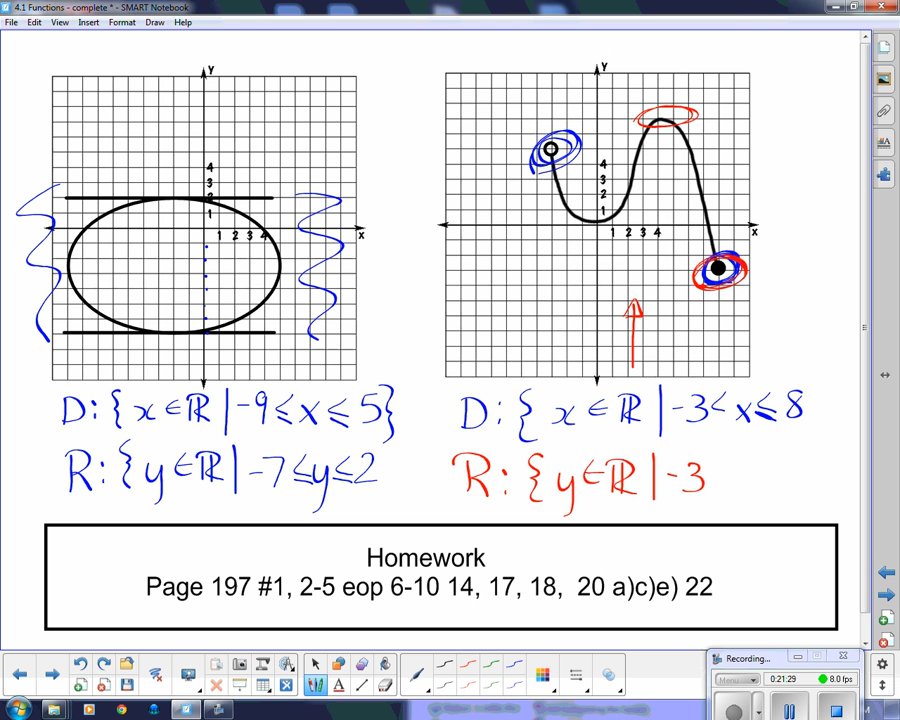 4.1 Functions - complete * - SMART Notebook
File Edit View Insert Format Draw Help
Y
4
3
2
1
1 2 3 4
X
Y
4
3
2
1
1 2 3 4
X
D: {x∈ℝ | -9≤x≤5}
R: {y∈ℝ | -7≤y≤2
D: {x∈ℝ | -3<x≤8
R: {y∈ℝ | -3
Homework
Page 197 #1, 2-5 eop 6-10 14, 17, 18, 20 a)c)e) 22
Recording...
Menu
0:21:29
8.0 fps